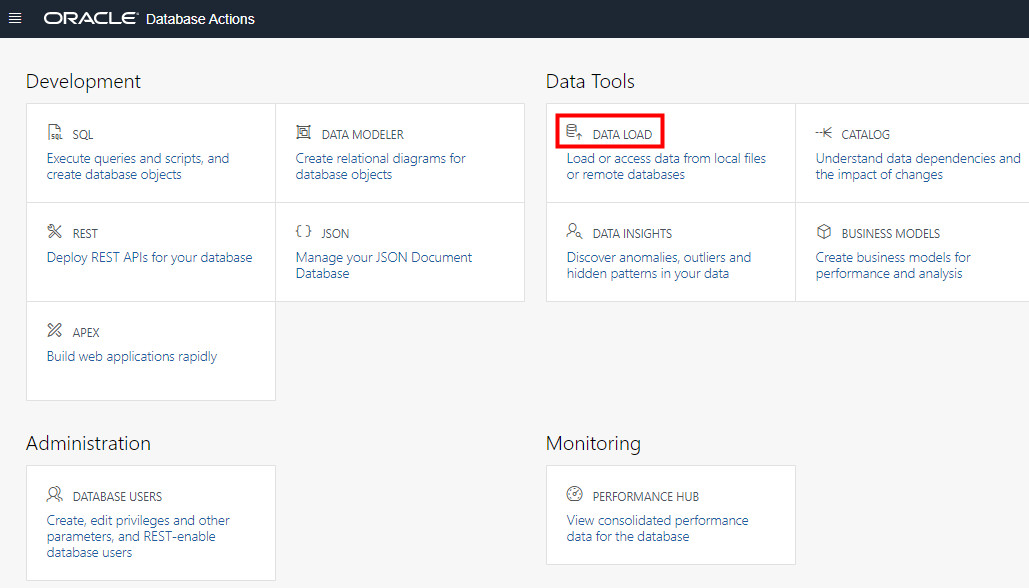 ORACLE Database Actions
Development
SQL
Execute queries and scripts, and
create database objects
DATA MODELER
Create relational diagrams for
database objects
REST
Deploy REST APIs for your database
JSON
Manage your JSON Document
Database
APEX
Build web applications rapidly
Data Tools
DATA LOAD
Load or access data from local files
or remote databases
CATALOG
Understand data dependencies and
the impact of changes
DATA INSIGHTS
Discover anomalies, outliers and
hidden patterns in your data
BUSINESS MODELS
Create business models for
performance and analysis
Administration
DATABASE USERS
Create, edit privileges and other
parameters, and REST-enable
database users
Monitoring
PERFORMANCE HUB
View consolidated performance
data for the database